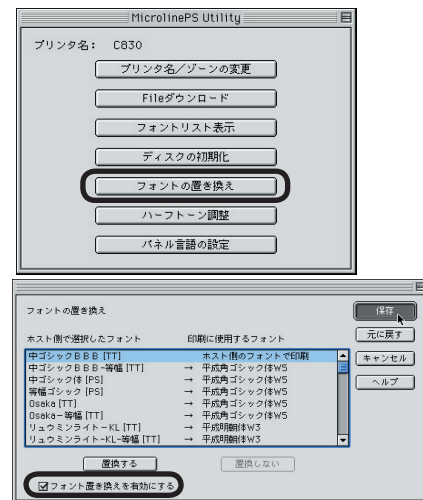 MicrolinePS Utility
プリンタ名： C830
プリンタ名／ゾーンの変更
Fileダウンロード
フォントリスト表示
ディスクの初期化
フォントの置き換え
ハーフトーン調整
パネル言語の設定
フォントの置き換え
保存
元に戻す
キャンセル
ヘルプ
ホスト側で選択したフォント 印刷に使用するフォント
中ゴシックBBB [TT] ホスト側のフォントで印刷
中ゴシックBBB-等幅 [TT] → 平成角ゴシック体W5
中ゴシック体 [PS] → 平成角ゴシック体W5
等幅ゴシック [PS] → 平成角ゴシック体W5
Osaka [TT] → 平成角ゴシック体W5
Osaka−等幅 [TT] → 平成角ゴシック体W5
リュウミンライト−KL [TT] → 平成明朝体W3
リュウミンライト−KL-等幅 [TT] → 平成明朝体W3
置換する 置換しない
フォント置き換えを有効にする